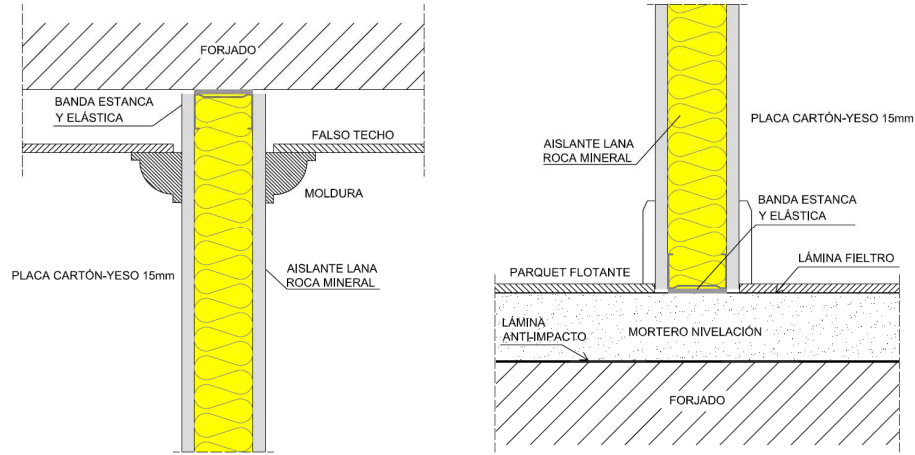 FORJADO
BANDA ESTANCA
Y ELÁSTICA
FALSO TECHO
MOLDURA
PLACA CARTÓN-YESO 15mm
AISLANTE LANA
ROCA MINERAL
PLACA CARTÓN-YESO 15mm
AISLANTE LANA
ROCA MINERAL
BANDA ESTANCA
Y ELÁSTICA
LÁMINA FIELTRO
PARQUET FLOTANTE
LÁMINA
ANTI-IMPACTO
MORTERO NIVELACIÓN
FORJADO